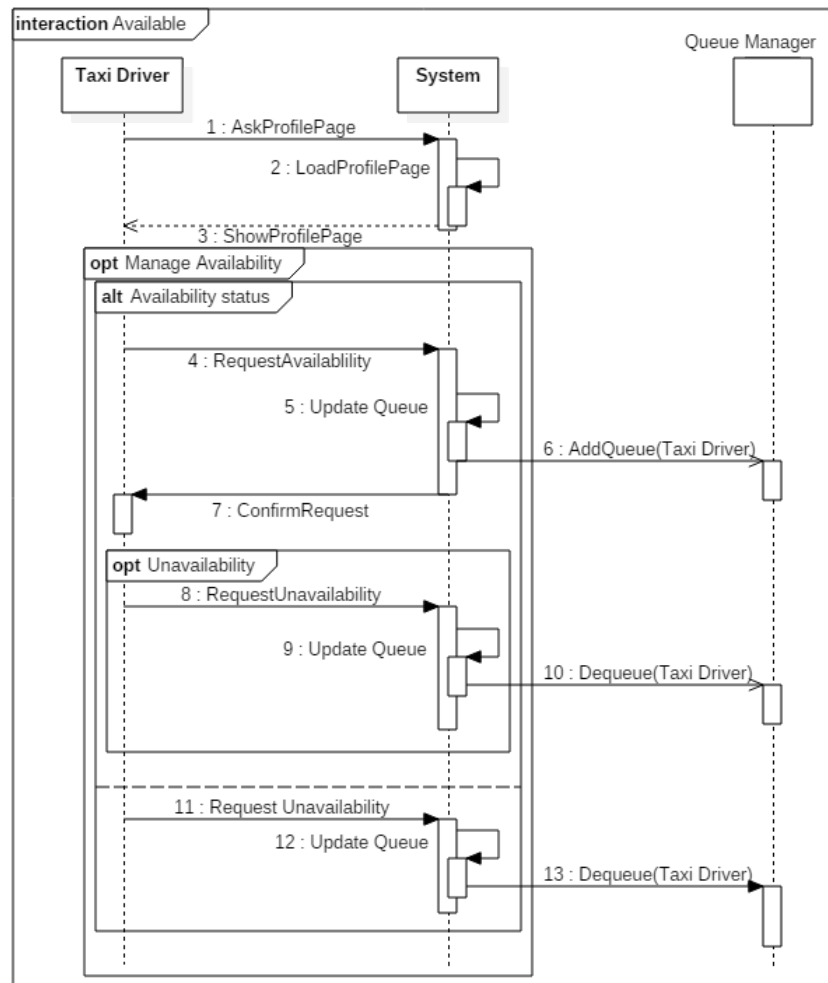 interaction Available
Queue Manager
Taxi Driver
System
1 : AskProfilePage
2 : LoadProfilePage
3 : ShowProfilePage
opt Manage Availability
alt Availability status
4 : RequestAvailablility
5 : Update Queue
6 : AddQueue(Taxi Driver)
7 : ConfirmRequest
opt Unavailability
8 : RequestUnavailability
9 : Update Queue
10 : Dequeue(Taxi Driver)
11 : Request Unavailability
12 : Update Queue
13 : Dequeue(Taxi Driver)